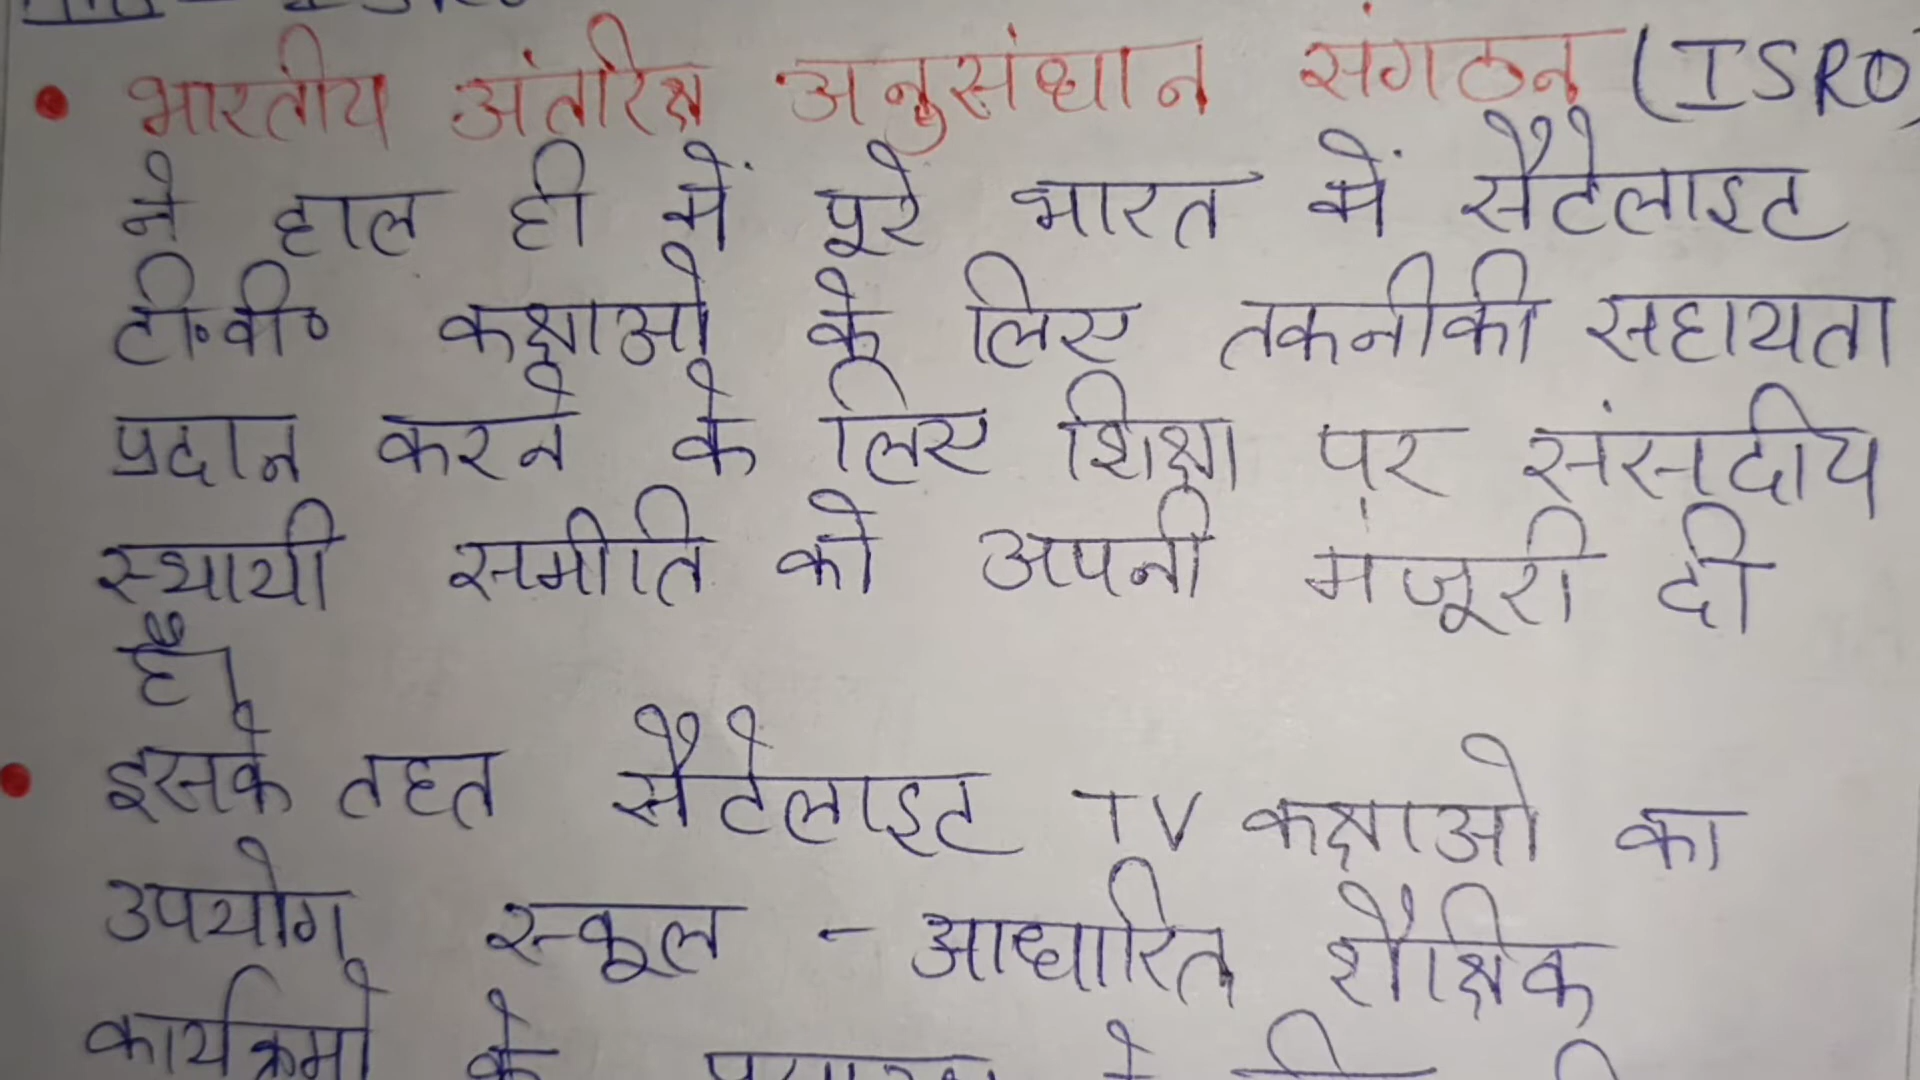 • भारतीय अंतरिक्ष अनुसंधान संगठन (ISRO)
ने हाल ही में पूरे भारत में सैटेलाइट
टी.वी. कक्षाओ के लिए तकनीकी सहायता
प्रदान करने के लिए शिक्षा पर संसदीय
स्थायी समीति को अपनी मंजूरी दी
है।
• इसके तहत सैटेलाइट TV कक्षाओ का
उपयोग स्कूल - आधारित शैक्षिक
कार्यक्रमो के